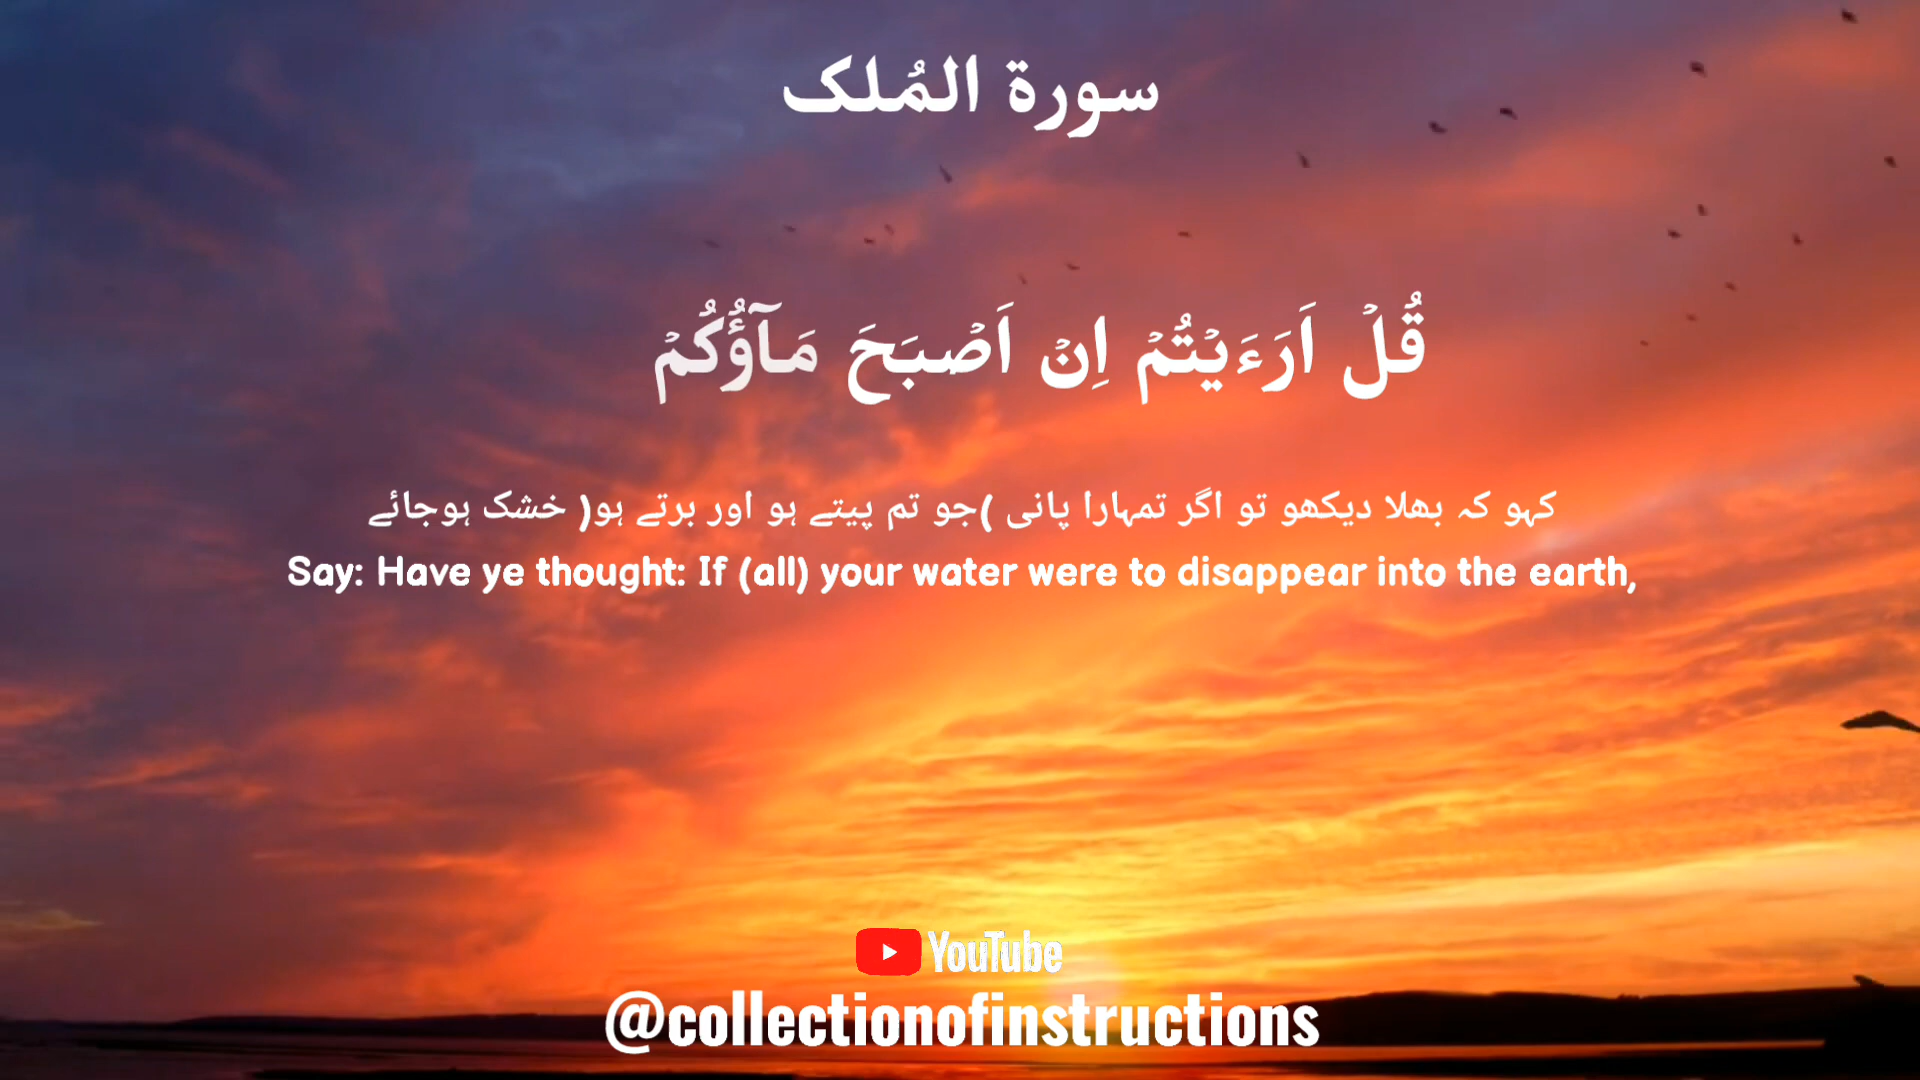 سورة المُلک
قُلۡ اَرَءَيۡتُمۡ اِنۡ اَصۡبَحَ مَآؤُكُمۡ
کہو کہ بھلا دیکھو تو اگر تمہارا پانی )جو تم پیتے ہو اور برتے ہو( خشک ہوجائے
Say: Have ye thought: If (all) your water were to disappear into the earth,
YouTube
@collectionofinstructions